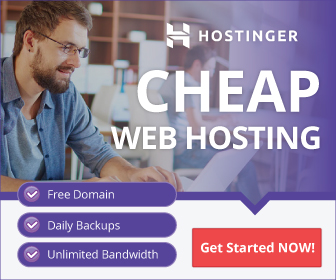 HOSTINGER
CHEAP
WEB HOSTING
Free Domain
Daily Backups
Unlimited Bandwidth
Get Started NOW!